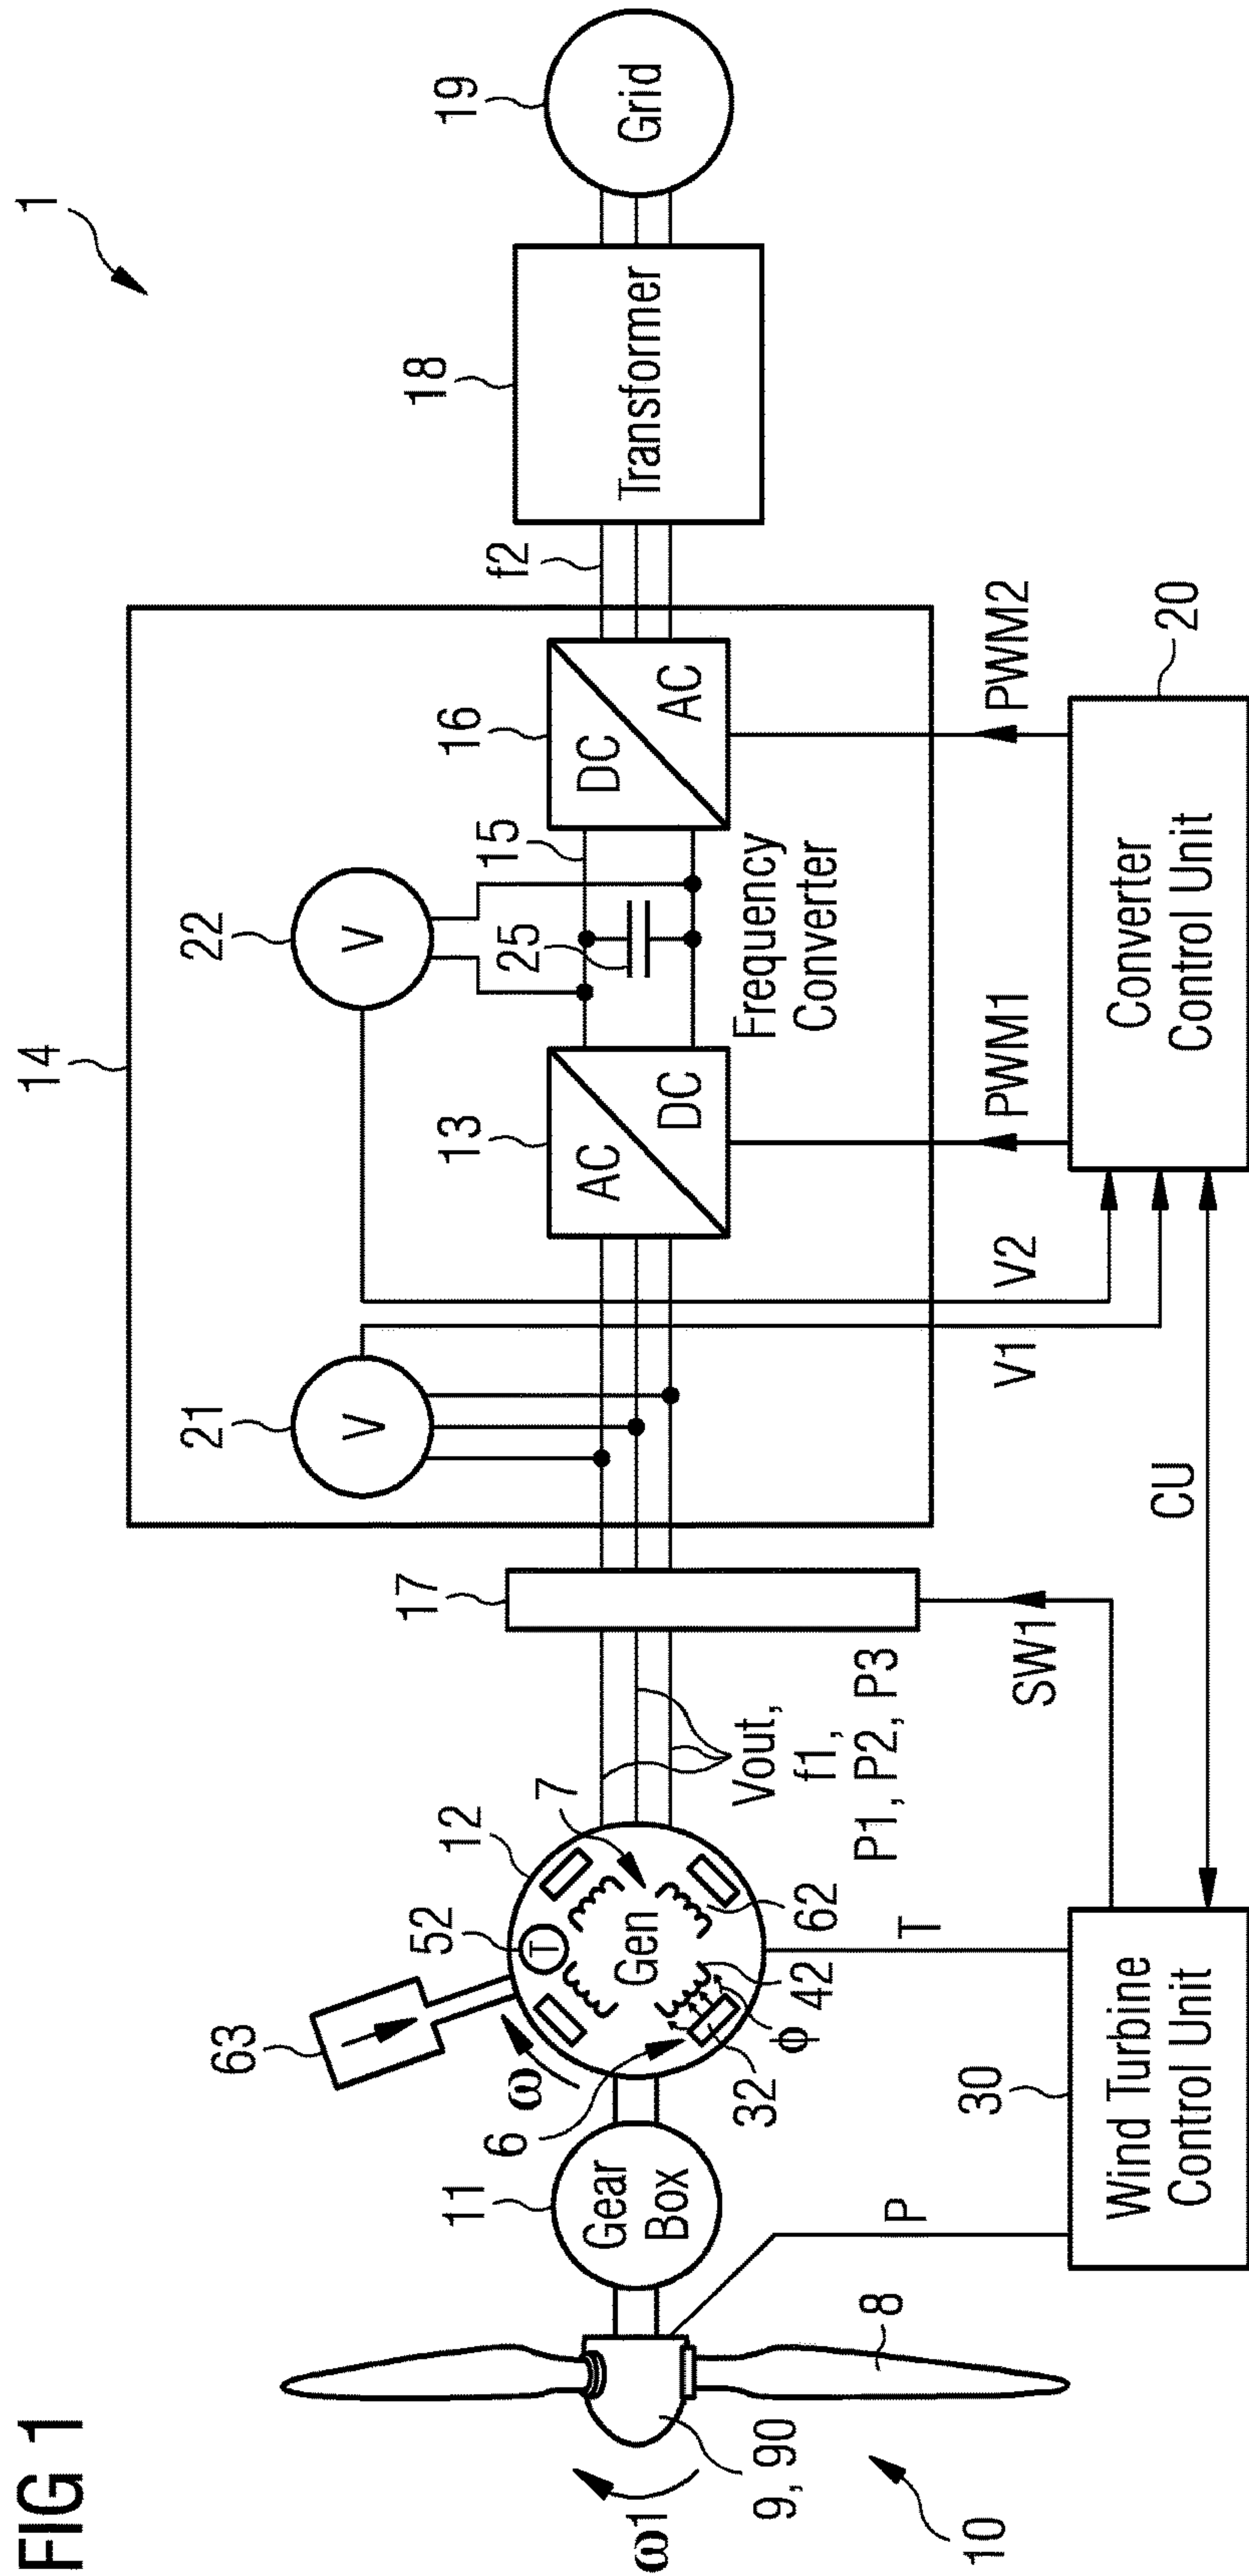 FIG 1
1
19
Grid
18
Transformer
f2
14
22
V
16
DC
AC
15
25
Frequency
Converter
13
AC
DC
21
V
PWM2
20
PWM1
Converter
Control Unit
V2
V1
CU
17
SW1
Vout,
f1,
P1, P2, P3
7
12
52
T
Gen
62
42
ϕ
32
6
63
ω
T
11
Gear
Box
30
Wind Turbine
Control Unit
P
8
9, 90
ω1
10